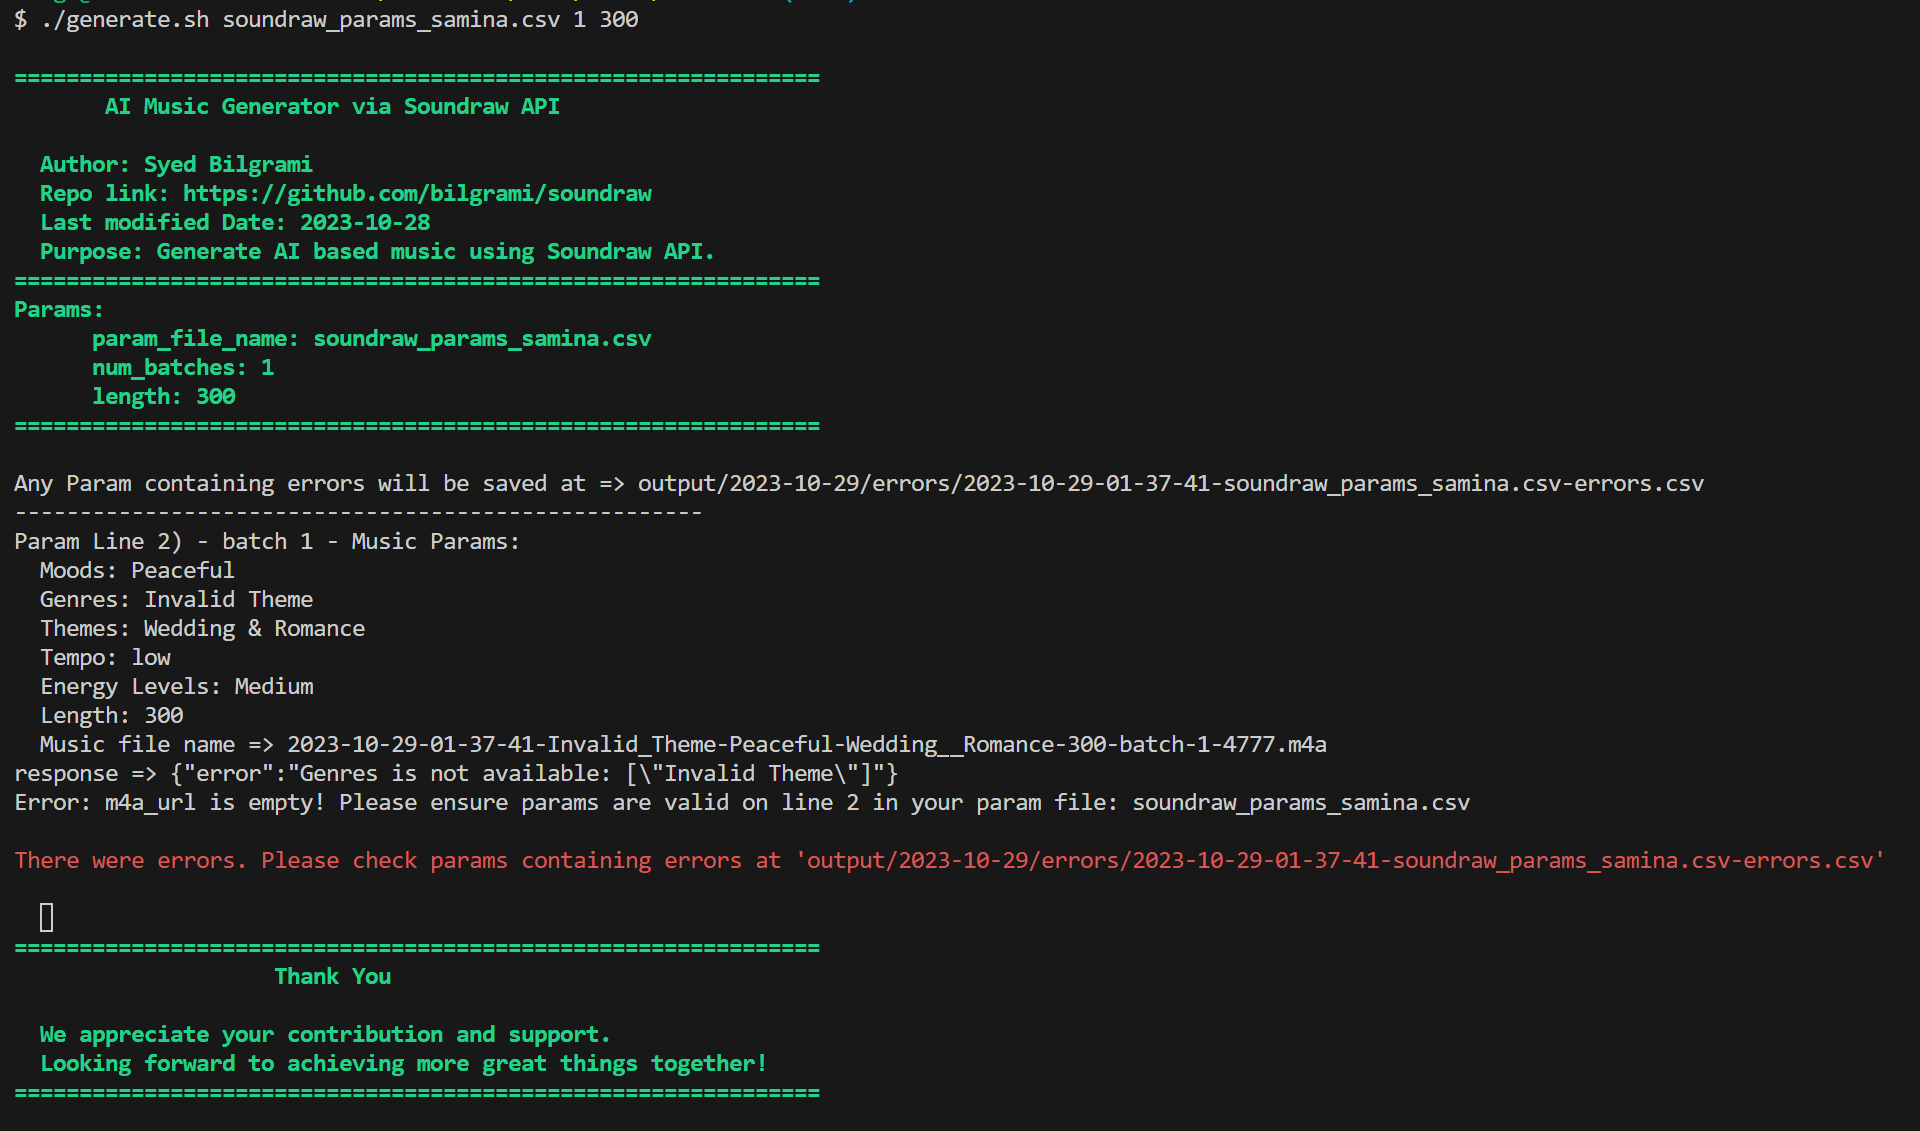 $ ./generate.sh soundraw_params_samina.csv 1 300
==============================================================
AI Music Generator via Soundraw API
Author: Syed Bilgrami
Repo link: https://github.com/bilgrami/soundraw
Last modified Date: 2023-10-28
Purpose: Generate AI based music using Soundraw API.
==============================================================
Params:
param_file_name: soundraw_params_samina.csv
num_batches: 1
length: 300
==============================================================
Any Param containing errors will be saved at => output/2023-10-29/errors/2023-10-29-01-37-41-soundraw_params_samina.csv-errors.csv
-----------------------------------------------------
Param Line 2) - batch 1 - Music Params:
Moods: Peaceful
Genres: Invalid Theme
Themes: Wedding & Romance
Tempo: low
Energy Levels: Medium
Length: 300
Music file name => 2023-10-29-01-37-41-Invalid_Theme-Peaceful-Wedding__Romance-300-batch-1-4777.m4a
response => {"error":"Genres is not available: [\"Invalid Theme\"]"}
Error: m4a_url is empty! Please ensure params are valid on line 2 in your param file: soundraw_params_samina.csv
There were errors. Please check params containing errors at 'output/2023-10-29/errors/2023-10-29-01-37-41-soundraw_params_samina.csv-errors.csv'
==============================================================
Thank You
We appreciate your contribution and support.
Looking forward to achieving more great things together!
==============================================================